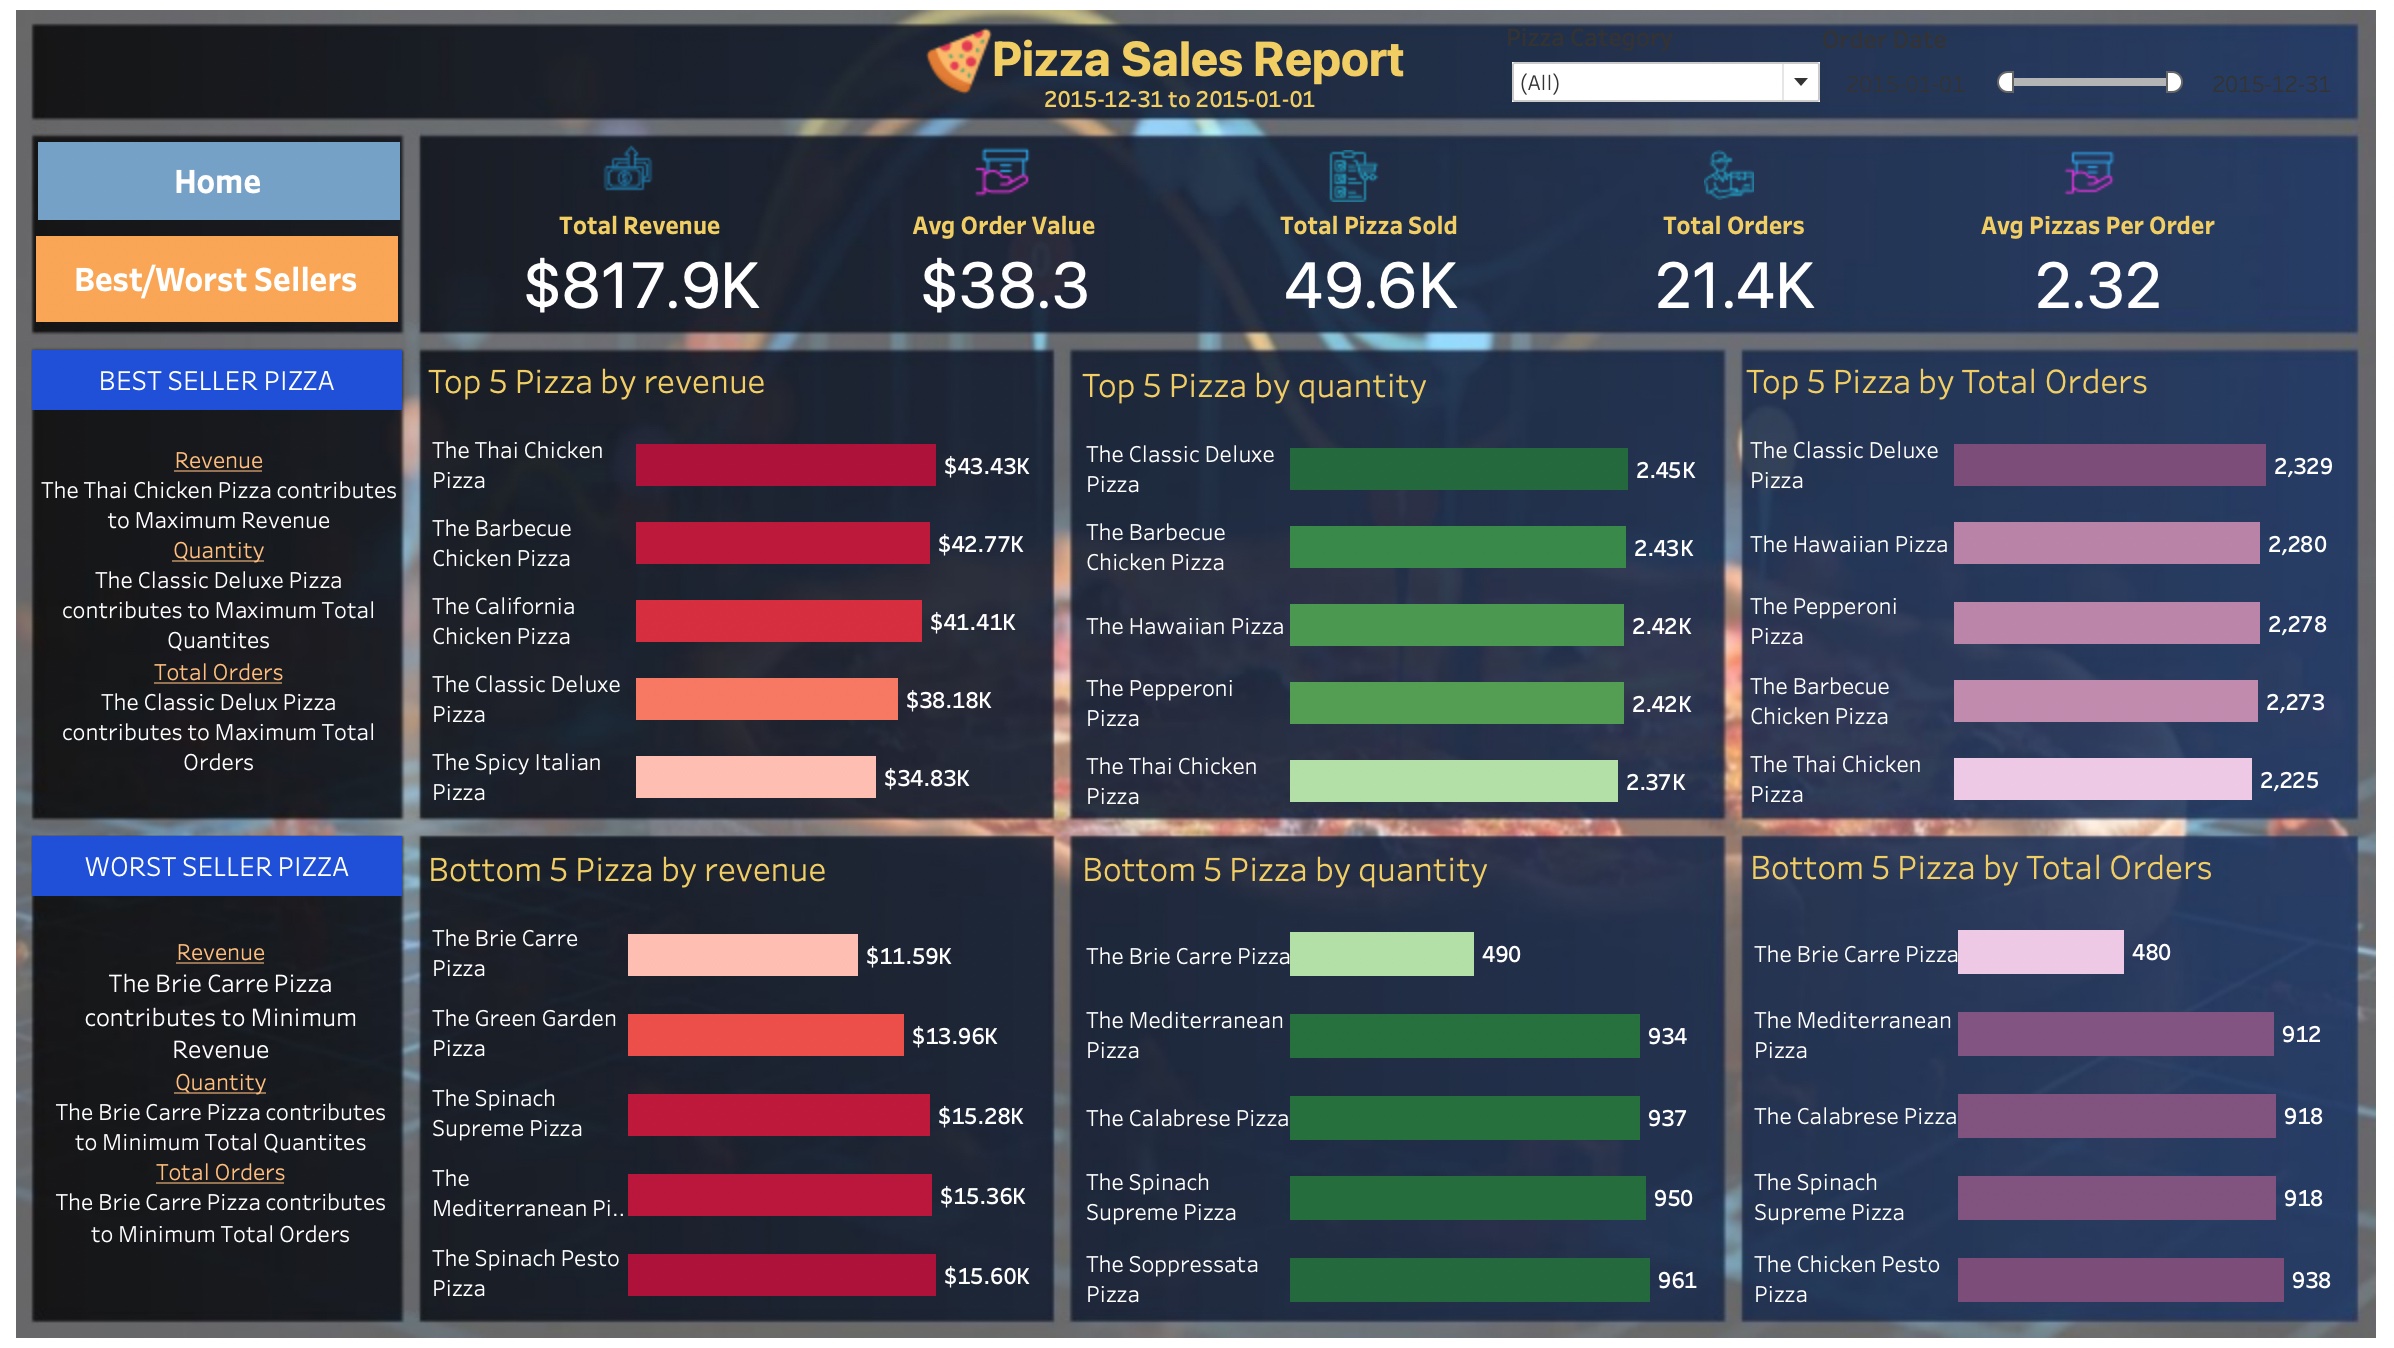 Pizza Sales Report
2015-12-31 to 2015-01-01
Pizza Category
(All)
Order Date
2015-01-01
2015-12-31
Home
Best/Worst Sellers
Total Revenue
$817.9K
Avg Order Value
$38.3
Total Pizza Sold
49.6K
Total Orders
21.4K
Avg Pizzas Per Order
2.32
BEST SELLER PIZZA
Revenue
The Thai Chicken Pizza contributes
to Maximum Revenue
Quantity
The Classic Deluxe Pizza
contributes to Maximum Total
Quantites
Total Orders
The Classic Delux Pizza
contributes to Maximum Total
Orders
Top 5 Pizza by revenue
The Thai Chicken
Pizza
$43.43K
The Barbecue
Chicken Pizza
$42.77K
The California
Chicken Pizza
$41.41K
The Classic Deluxe
Pizza
$38.18K
The Spicy Italian
Pizza
$34.83K
Top 5 Pizza by quantity
The Classic Deluxe
Pizza
2.45K
The Barbecue
Chicken Pizza
2.43K
The Hawaiian Pizza
2.42K
The Pepperoni
Pizza
2.42K
The Thai Chicken
Pizza
2.37K
Top 5 Pizza by Total Orders
The Classic Deluxe
Pizza
2,329
The Hawaiian Pizza
2,280
The Pepperoni
Pizza
2,278
The Barbecue
Chicken Pizza
2,273
The Thai Chicken
Pizza
2,225
WORST SELLER PIZZA
Revenue
The Brie Carre Pizza
contributes to Minimum
Revenue
Quantity
The Brie Carre Pizza contributes
to Minimum Total Quantites
Total Orders
The Brie Carre Pizza contributes
to Minimum Total Orders
Bottom 5 Pizza by revenue
The Brie Carre
Pizza
$11.59K
The Green Garden
Pizza
$13.96K
The Spinach
Supreme Pizza
$15.28K
The
Mediterranean Pi..
$15.36K
The Spinach Pesto
Pizza
$15.60K
Bottom 5 Pizza by quantity
The Brie Carre Pizza
490
The Mediterranean
Pizza
934
The Calabrese Pizza
937
The Spinach
Supreme Pizza
950
The Soppressata
Pizza
961
Bottom 5 Pizza by Total Orders
The Brie Carre Pizza
480
The Mediterranean
Pizza
912
The Calabrese Pizza
918
The Spinach
Supreme Pizza
918
The Chicken Pesto
Pizza
938